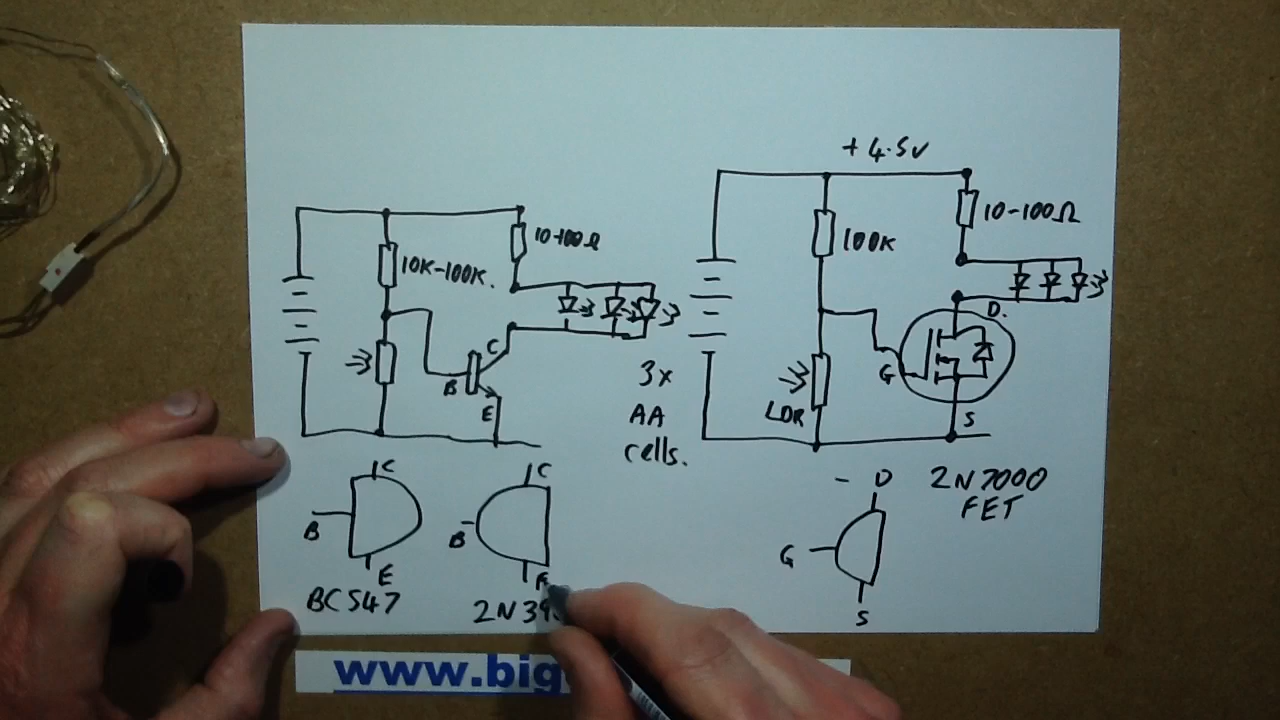 + 4.5V
10-100Ω
10-100Ω
100K
10K-100K.
D.
C
G
B
E
3x
AA
cells.
LDR
S
C
C
- D
2N7000
FET
B
B
G
E
S
BC547
2N39
www.big